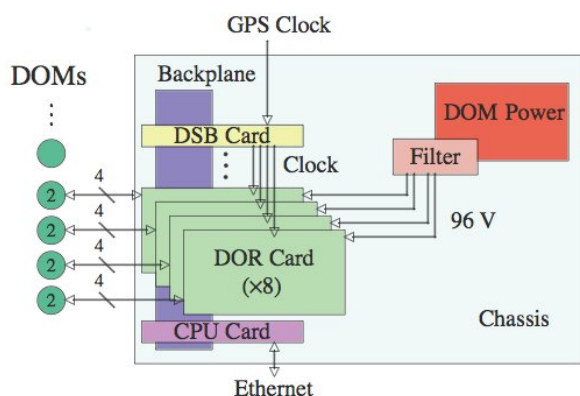 GPS Clock
DOMs
Backplane
DOM Power
DSB Card
Filter
Clock
4
2
4
2
96 V
4
2
DOR Card
4
(×8)
2
Chassis
CPU Card
Ethernet